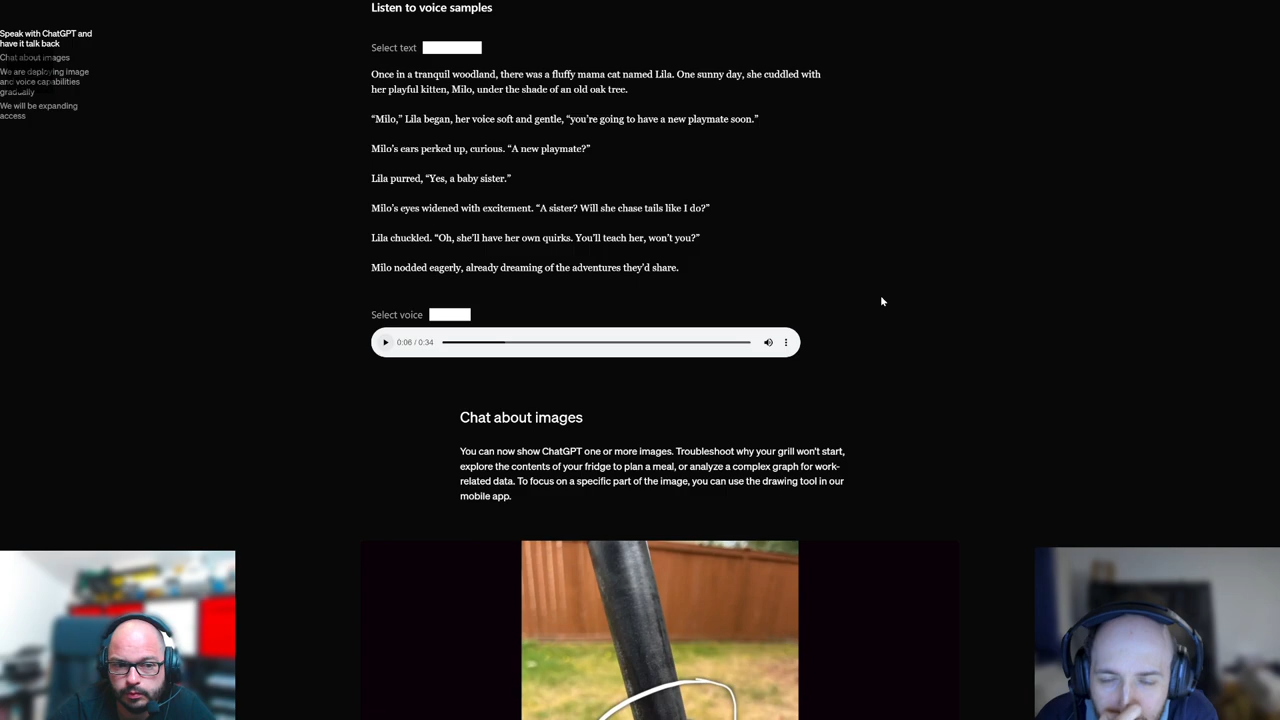 Listen to voice samples
Speak with ChatGPT and
have it talk back
Chat about images
We are deploying image
and voice capabilities
gradually
We will be expanding
access
Select text
Once in a tranquil woodland, there was a fluffy mama cat named Lila. One sunny day, she cuddled with
her playful kitten, Milo, under the shade of an old oak tree.
“Milo,” Lila began, her voice soft and gentle, “you’re going to have a new playmate soon.”
Milo’s ears perked up, curious. “A new playmate?”
Lila purred, “Yes, a baby sister.”
Milo’s eyes widened with excitement. “A sister? Will she chase tails like I do?”
Lila chuckled. “Oh, she’ll have her own quirks. You’ll teach her, won’t you?”
Milo nodded eagerly, already dreaming of the adventures they’d share.
Select voice
0:06 / 0:34
Chat about images
You can now show ChatGPT one or more images. Troubleshoot why your grill won’t start,
explore the contents of your fridge to plan a meal, or analyze a complex graph for work-
related data. To focus on a specific part of the image, you can use the drawing tool in our
mobile app.